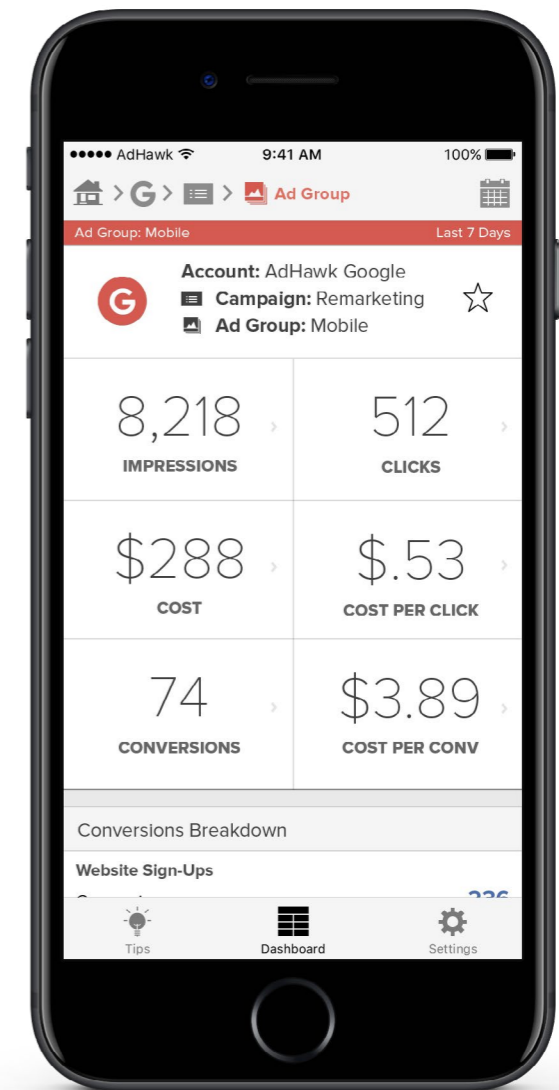 AdHawk 9:41 AM 100%
G Ad Group
Ad Group: Mobile Last 7 Days
G
Account: AdHawk Google
Campaign: Remarketing
Ad Group: Mobile
8,218 512
IMPRESSIONS CLICKS
$288 $.53
COST COST PER CLICK
74 $3.89
CONVERSIONS COST PER CONV
Conversions Breakdown
Website Sign-Ups
Tips Dashboard Settings